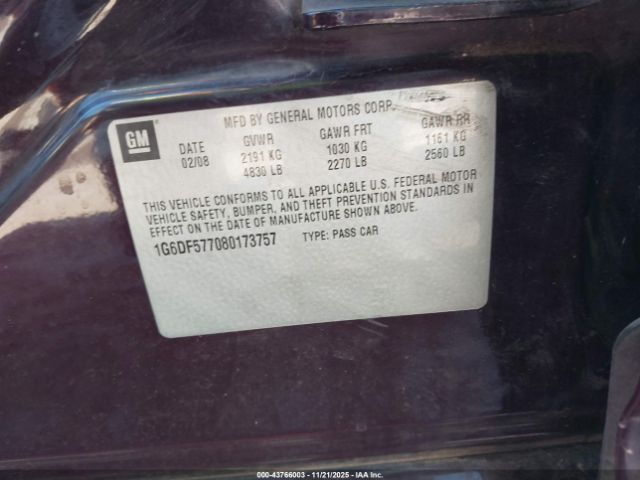 GM
MFD BY GENERAL MOTORS CORP.
DATE GVWR GAWR FRT GAWR RR
02/08 2191 KG 1030 KG 1161 KG
4830 LB 2270 LB 2560 LB
THIS VEHICLE CONFORMS TO ALL APPLICABLE U.S. FEDERAL MOTOR
VEHICLE SAFETY, BUMPER, AND THEFT PREVENTION STANDARDS IN
EFFECT ON THE DATE OF MANUFACTURE SHOWN ABOVE.
1G6DF577080173757 TYPE: PASS CAR
000-43766003 - 11/21/2025 - IAAI, Inc.